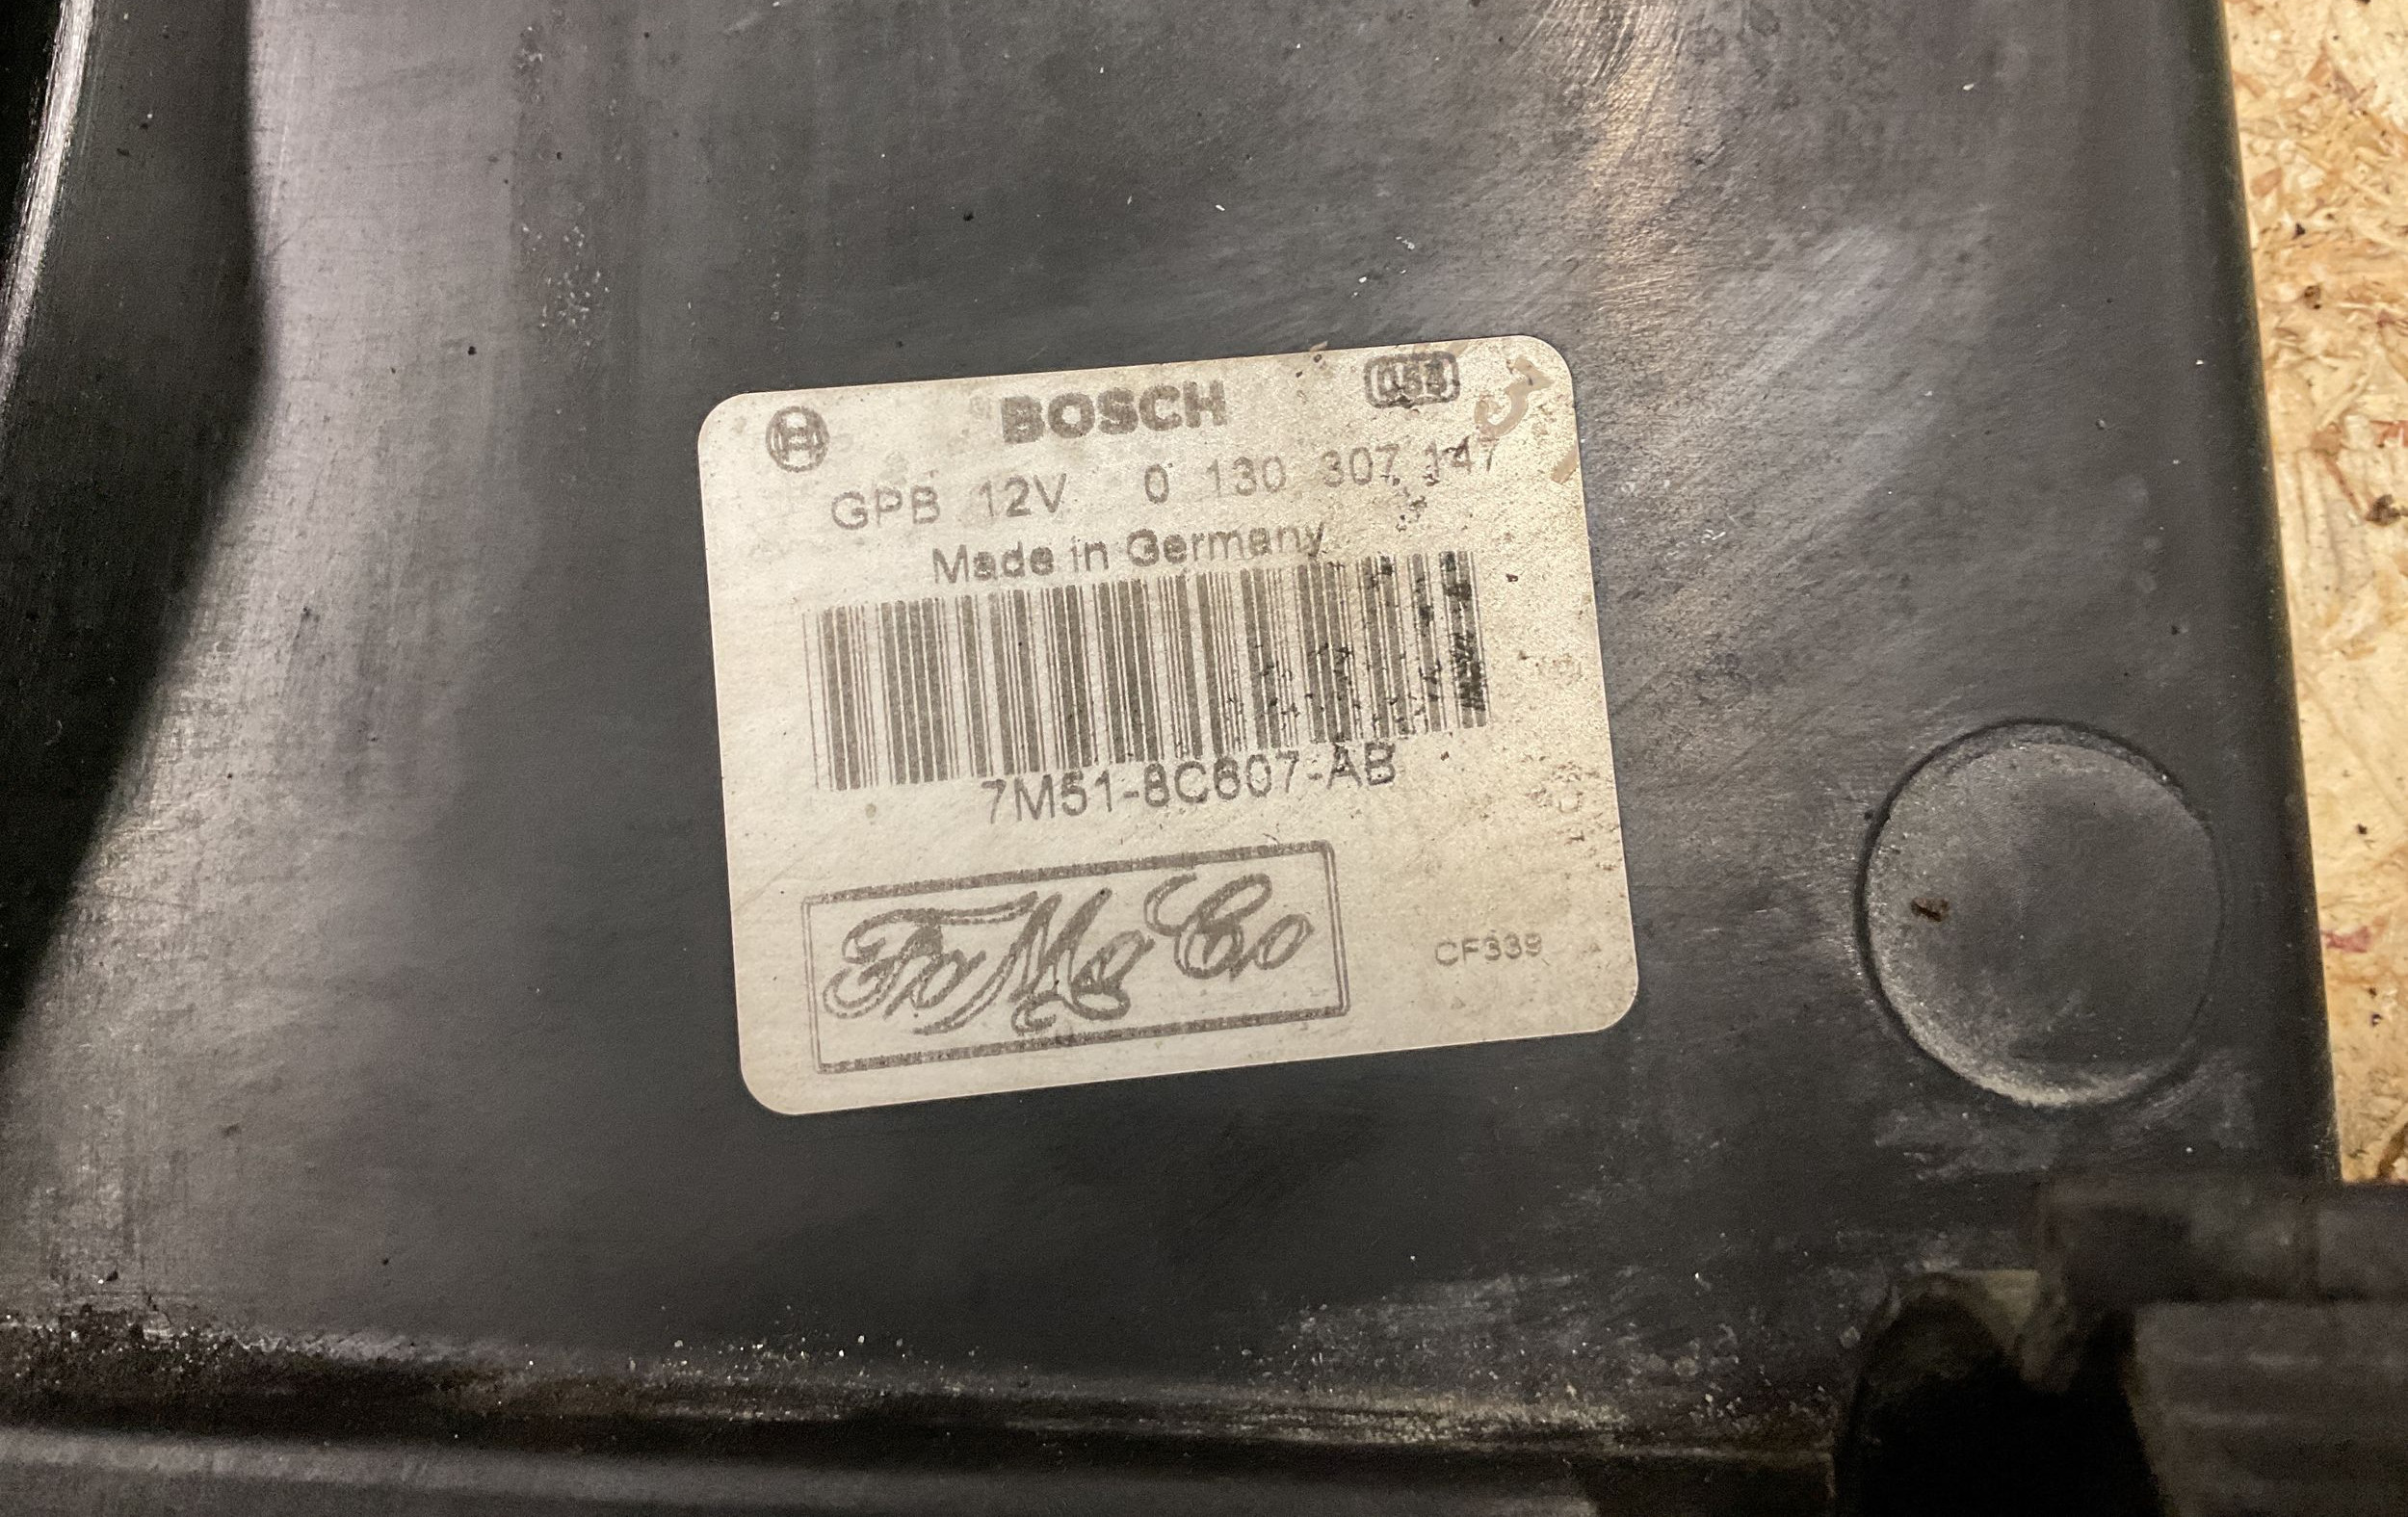 BOSCH
GPB 12V 0 130 307 147
Made in Germany
7M51-8C607-AB
FoMoCo
CF339